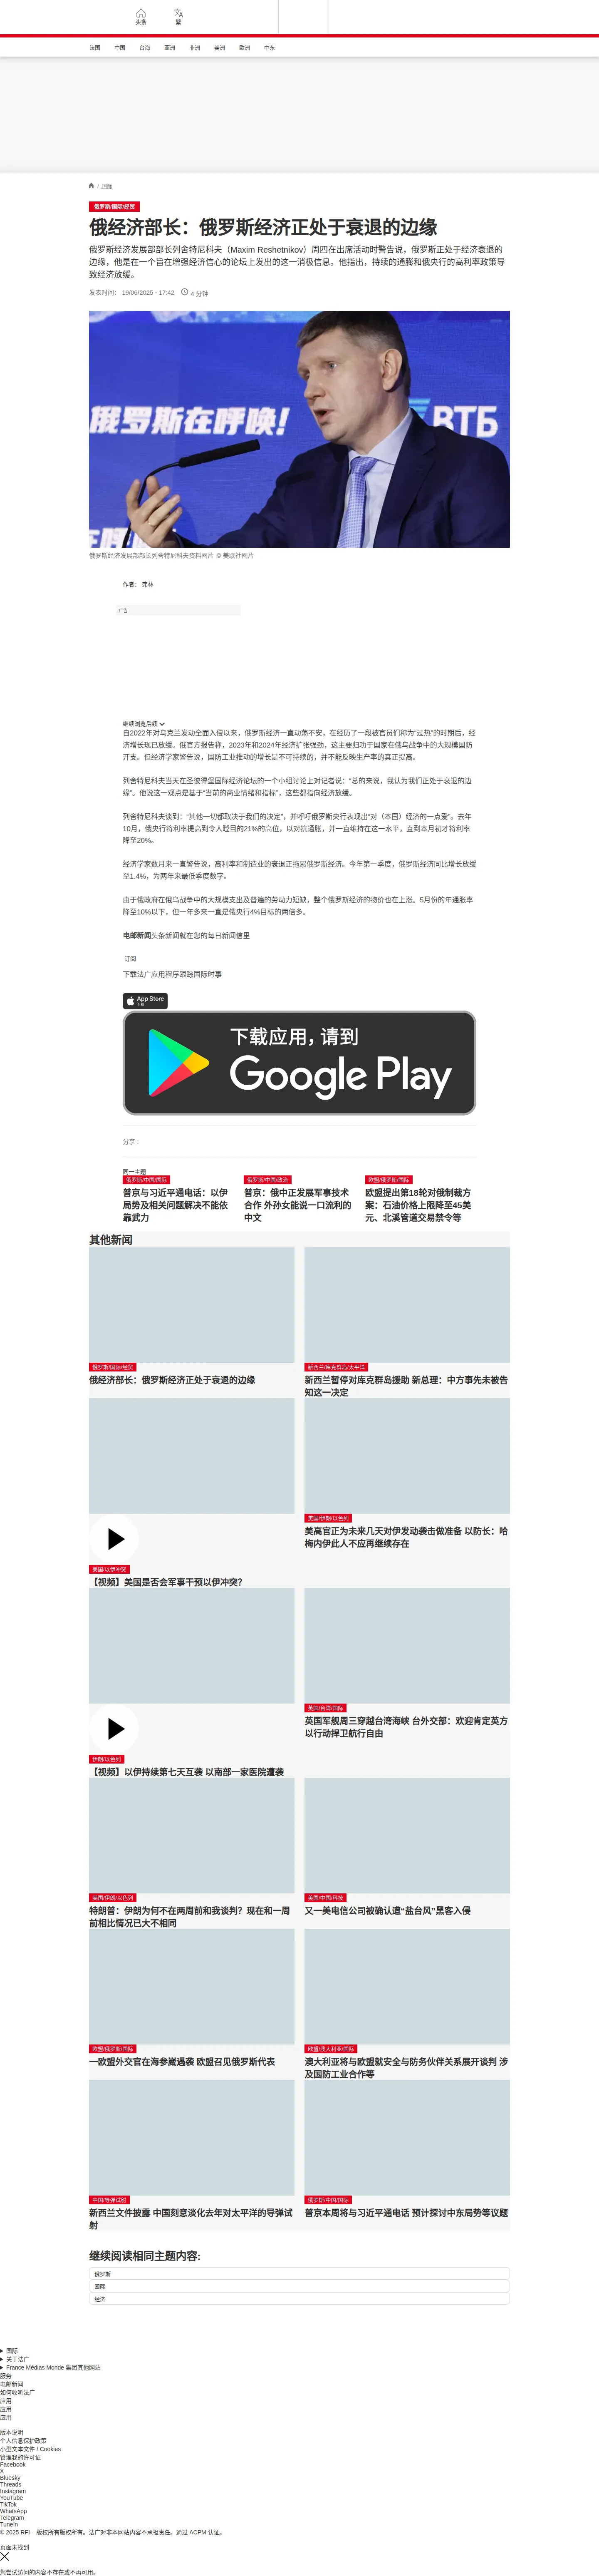 头条
繁
法国
中国
台海
亚洲
非洲
美洲
欧洲
中东
/ 国际
俄罗斯/国际/经贸
俄经济部长：俄罗斯经济正处于衰退的边缘
俄罗斯经济发展部部长列舍特尼科夫（Maxim Reshetnikov）周四在出席活动时警告说，俄罗斯正处于经济衰退的
边缘，他是在一个旨在增强经济信心的论坛上发出的这一消极信息。他指出，持续的通膨和俄央行的高利率政策导
致经济放缓。
发表时间： 19/06/2025 - 17:42 4 分钟
俄罗斯在呼唤！
ВТБ
俄罗斯经济发展部部长列舍特尼科夫资料图片 © 美联社图片
作者： 弗林
广告
继续浏览后续
自2022年对乌克兰发动全面入侵以来，俄罗斯经济一直动荡不安，在经历了一段被官员们称为“过热”的时期后，经
济增长现已放缓。俄官方报告称，2023年和2024年经济扩张强劲，这主要归功于国家在俄乌战争中的大规模国防
开支。但经济学家警告说，国防工业推动的增长是不可持续的，并不能反映生产率的真正提高。
列舍特尼科夫当天在圣彼得堡国际经济论坛的一个小组讨论上对记者说：“总的来说，我认为我们正处于衰退的边
缘”。他说这一观点是基于“当前的商业情绪和指标”，这些都指向经济放缓。
列舍特尼科夫谈到：“其他一切都取决于我们的决定”，并呼吁俄罗斯央行表现出“对（本国）经济的一点爱”。去年
10月，俄央行将利率提高到令人瞠目的21%的高位，以对抗通胀，并一直维持在这一水平，直到本月初才将利率
降至20%。
经济学家数月来一直警告说，高利率和制造业的衰退正拖累俄罗斯经济。今年第一季度，俄罗斯经济同比增长放缓
至1.4%，为两年来最低季度数字。
由于俄政府在俄乌战争中的大规模支出及普遍的劳动力短缺，整个俄罗斯经济的物价也在上涨。5月份的年通胀率
降至10%以下，但一年多来一直是俄央行4%目标的两倍多。
电邮新闻头条新闻就在您的每日新闻信里
订阅
下载法广应用程序跟踪国际时事
App Store
下载
下载应用，请到
Google Play
分享 :
同一主题
俄罗斯/中国/国际
普京与习近平通电话：以伊
局势及相关问题解决不能依
靠武力
俄罗斯/中国/政治
普京：俄中正发展军事技术
合作 外孙女能说一口流利的
中文
欧盟/俄罗斯/国际
欧盟提出第18轮对俄制裁方
案：石油价格上限降至45美
元、北溪管道交易禁令等
其他新闻
俄罗斯/国际/经贸
俄经济部长：俄罗斯经济正处于衰退的边缘
新西兰/库克群岛/太平洋
新西兰暂停对库克群岛援助 新总理：中方事先未被告
知这一决定
美国/以伊冲突
【视频】美国是否会军事干预以伊冲突？
美国/伊朗/以色列
美高官正为未来几天对伊发动袭击做准备 以防长：哈
梅内伊此人不应再继续存在
伊朗/以色列
【视频】以伊持续第七天互袭 以南部一家医院遭袭
英国/台湾/国际
英国军舰周三穿越台湾海峡 台外交部：欢迎肯定英方
以行动捍卫航行自由
美国/伊朗/以色列
特朗普：伊朗为何不在两周前和我谈判？现在和一周
前相比情况已大不相同
美国/中国/科技
又一美电信公司被确认遭“盐台风”黑客入侵
欧盟/俄罗斯/国际
一欧盟外交官在海参崴遇袭 欧盟召见俄罗斯代表
欧盟/澳大利亚/国际
澳大利亚将与欧盟就安全与防务伙伴关系展开谈判 涉
及国防工业合作等
中国/导弹试射
新西兰文件披露 中国刻意淡化去年对太平洋的导弹试
射
俄罗斯/中国/国际
普京本周将与习近平通电话 预计探讨中东局势等议题
继续阅读相同主题内容:
俄罗斯
国际
经济
国际
关于法广
France Médias Monde 集团其他网站
服务
电邮新闻
如何收听法广
应用
应用
应用
版本说明
个人信息保护政策
小型文本文件 / Cookies
管理我的许可证
Facebook
X
Bluesky
Threads
Instagram
YouTube
TikTok
WhatsApp
Telegram
TuneIn
© 2025 RFI – 版权所有版权所有。法广对非本网站内容不承担责任。通过 ACPM 认证。
页面未找到
您尝试访问的内容不存在或不再可用。